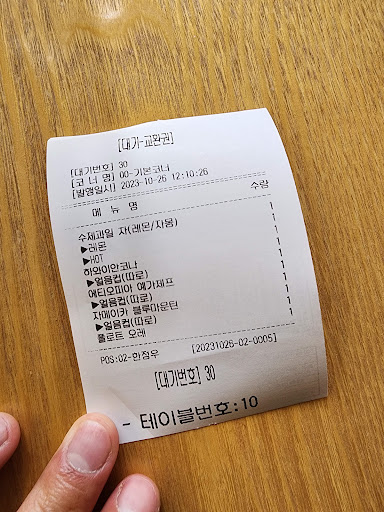 [대기-교환권]
[대기번호] 30
[코 너 명] 00-기본코너
[발행일시] 2023-10-26 12:10:26
메 뉴 명 수량
수제과일 차(레몬/자몽) 1
▶레몬 1
▶HOT 1
하와이안코나 1
▶얼음컵(따로) 1
에티오피아 예가체프 1
▶얼음컵(따로) 1
자메이카 블루마운틴 1
▶얼음컵(따로) 1
플로트 오레 1
POS:02-한정우 [20231026-02-0005]
[대기번호] 30
- 테이블번호:10